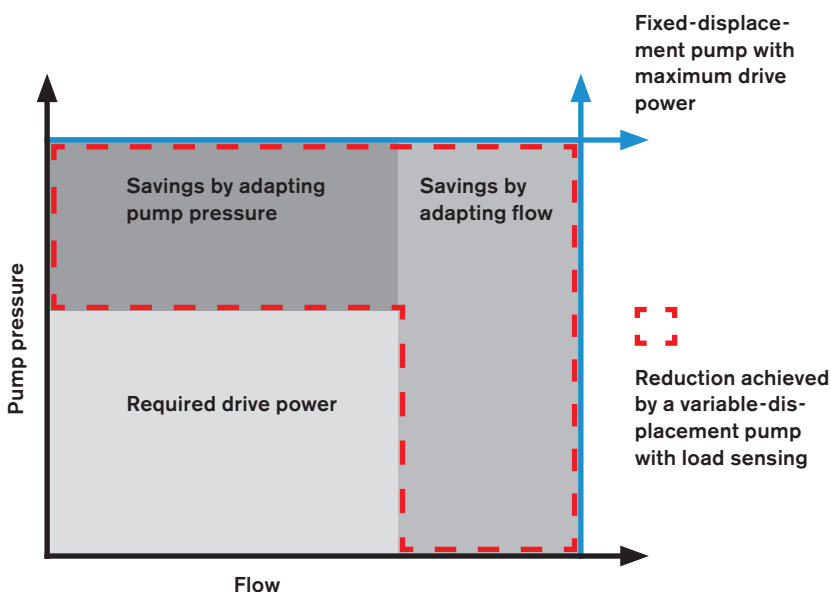 Fixed-displace-
ment pump with
maximum drive
power
Savings by adapting
pump pressure
Savings by
adapting flow
Pump pressure
Required drive power
Reduction achieved
by a variable-dis-
placement pump
with load sensing
Flow